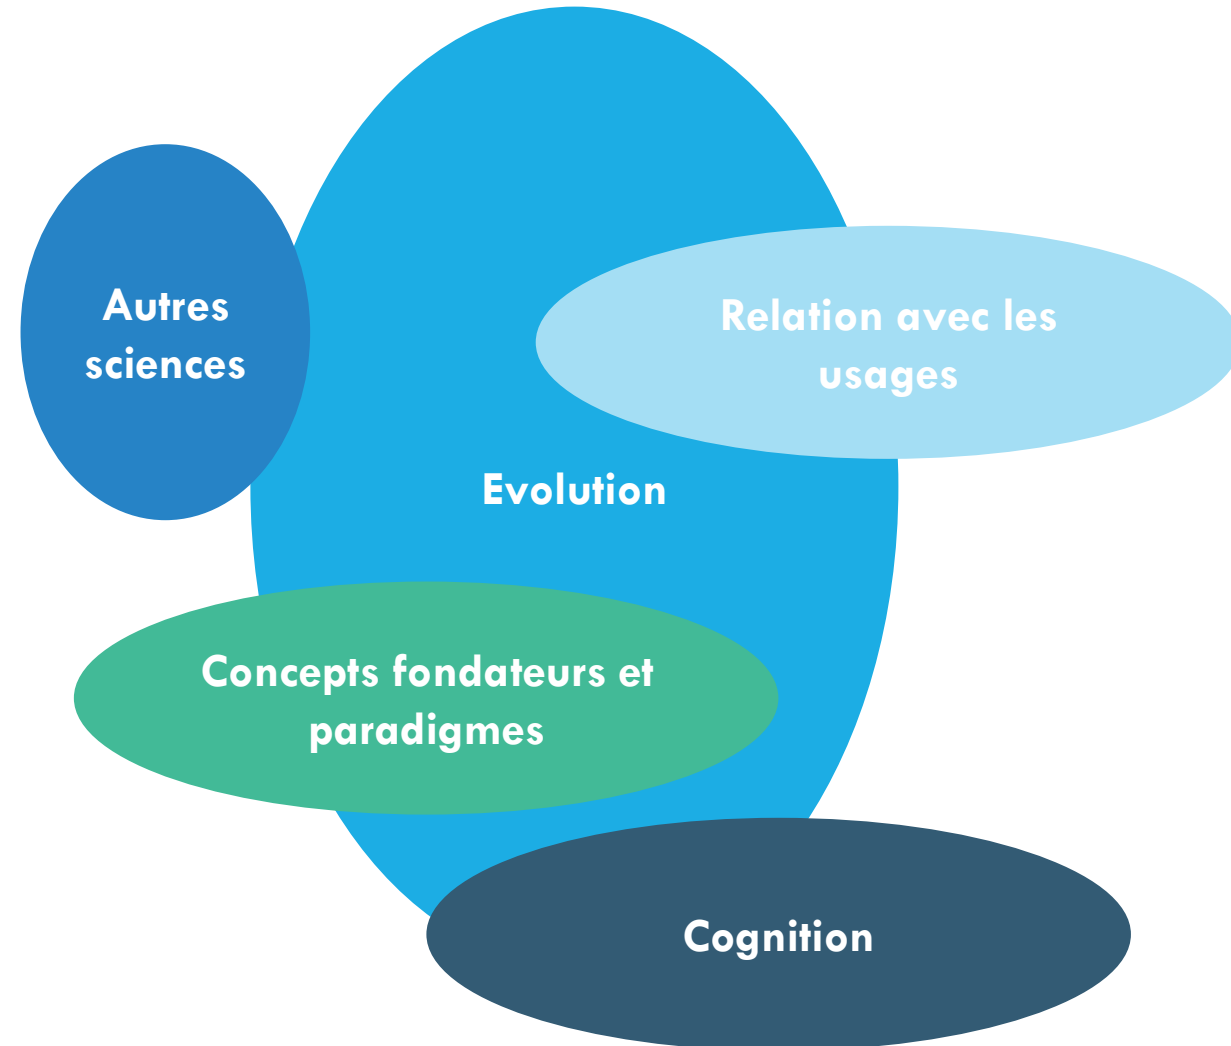 Autres
sciences
Relation avec les
usages
Evolution
Concepts fondateurs et
paradigmes
Cognition